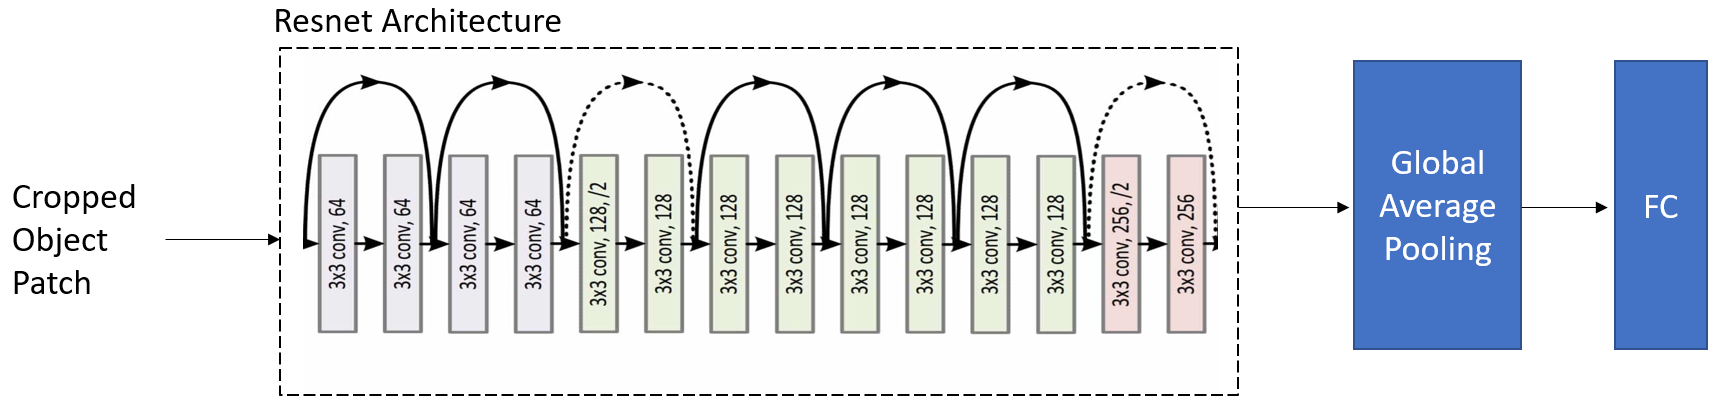 Resnet Architecture
Cropped
Object
Patch
3x3 conv, 64
3x3 conv, 64
3x3 conv, 64
3x3 conv, 64
3x3 conv, 128, /2
3x3 conv, 128
3x3 conv, 128
3x3 conv, 128
3x3 conv, 128
3x3 conv, 128
3x3 conv, 128
3x3 conv, 128
3x3 conv, 256, /2
3x3 conv, 256
Global
Average
Pooling
FC